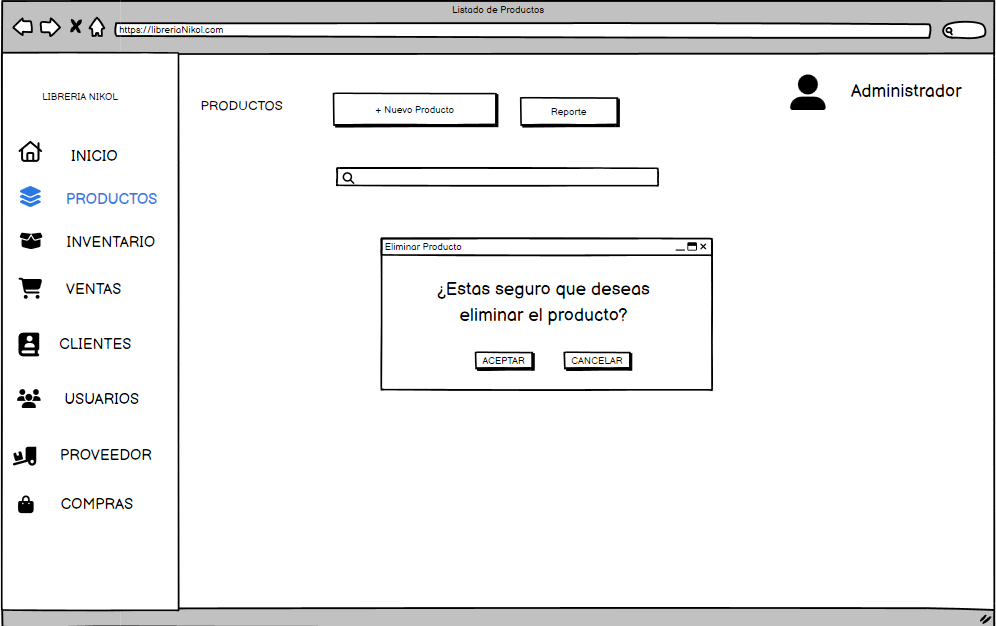 Listado de Productos
https://libreriaNikol.com
LIBRERIA NIKOL
INICIO
PRODUCTOS
INVENTARIO
VENTAS
CLIENTES
USUARIOS
PROVEEDOR
COMPRAS
PRODUCTOS
+ Nuevo Producto
Reporte
Administrador
Eliminar Producto
¿Estas seguro que deseas
eliminar el producto?
ACEPTAR
CANCELAR